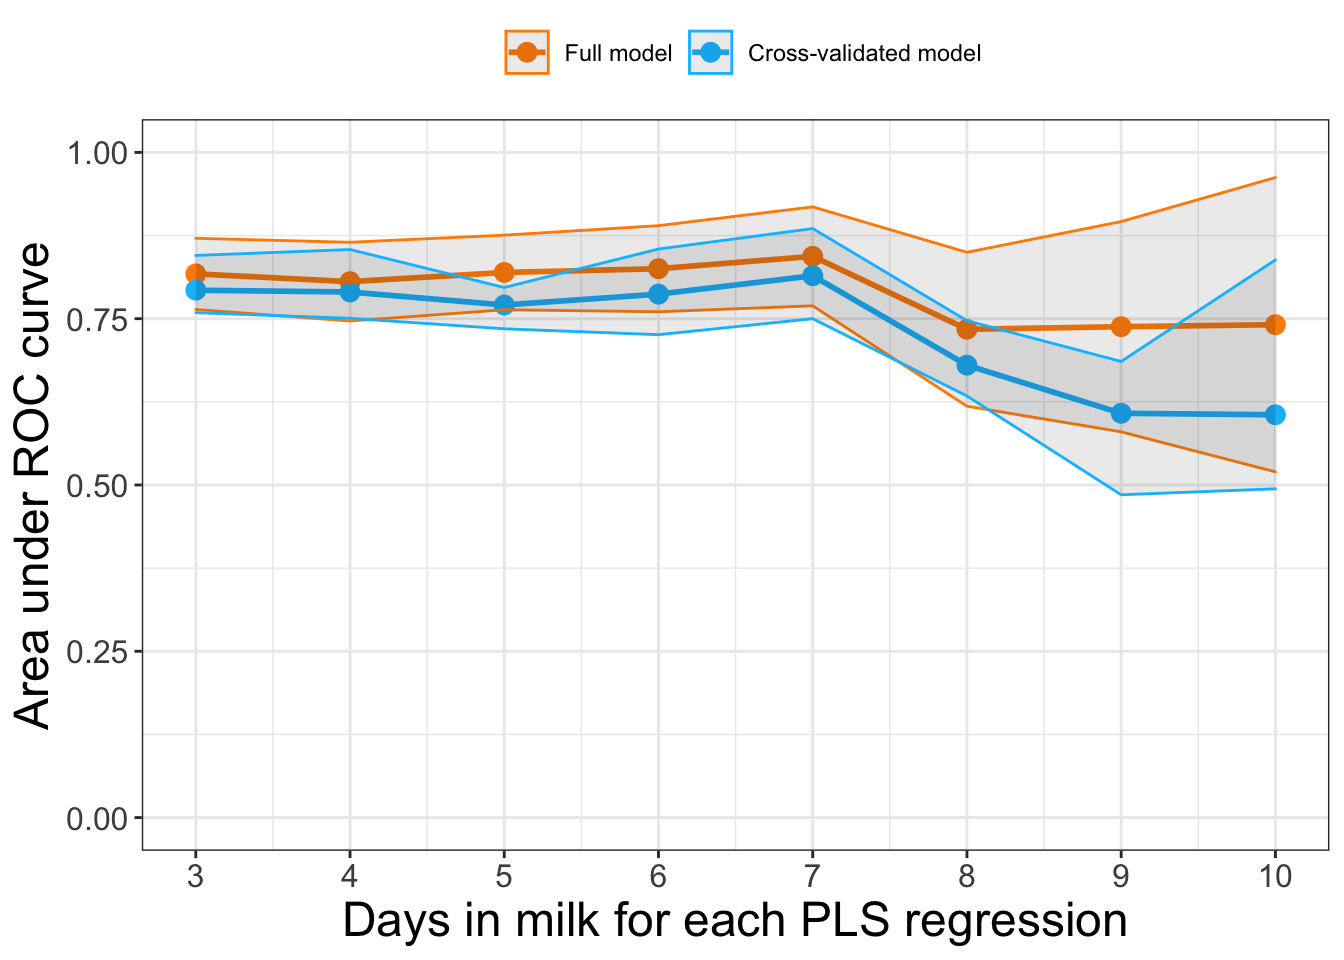 Full model Cross-validated model
Area under ROC curve
1.00
0.75
0.50
0.25
0.00
3 4 5 6 7 8 9 10
Days in milk for each PLS regression